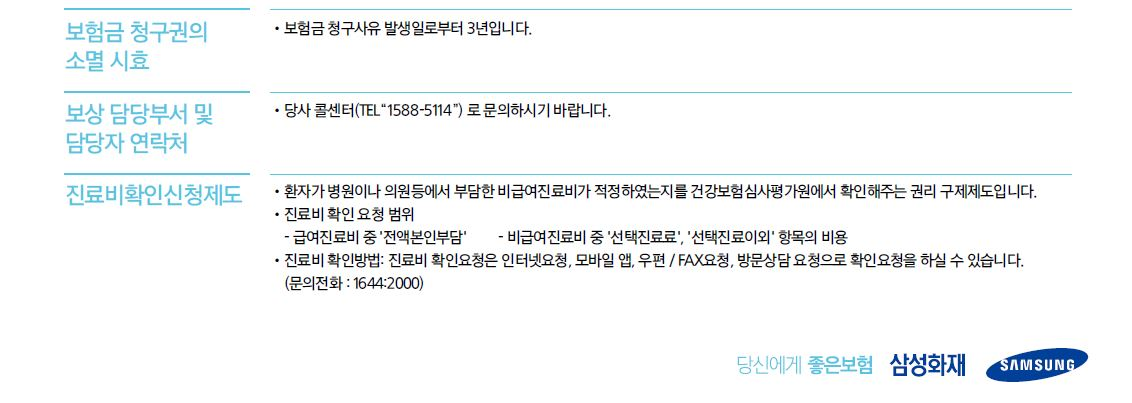 보험금 청구권의
소멸 시효
• 보험금 청구사유 발생일로부터 3년입니다.
보상 담당부서 및
담당자 연락처
• 당사 콜센터(TEL“1588-5114”) 로 문의하시기 바랍니다.
진료비확인신청제도
• 환자가 병원이나 의원등에서 부담한 비급여진료비가 적정하였는지를 건강보험심사평가원에서 확인해주는 권리 구제제도입니다.
• 진료비 확인 요청 범위
- 급여진료비 중 '전액본인부담' - 비급여진료비 중 '선택진료료', '선택진료이외' 항목의 비용
• 진료비 확인방법: 진료비 확인요청은 인터넷요청, 모바일 앱, 우편 / FAX요청, 방문상담 요청으로 확인요청을 하실 수 있습니다.
(문의전화 : 1644:2000)
당신에게 좋은보험 삼성화재 SAMSUNG